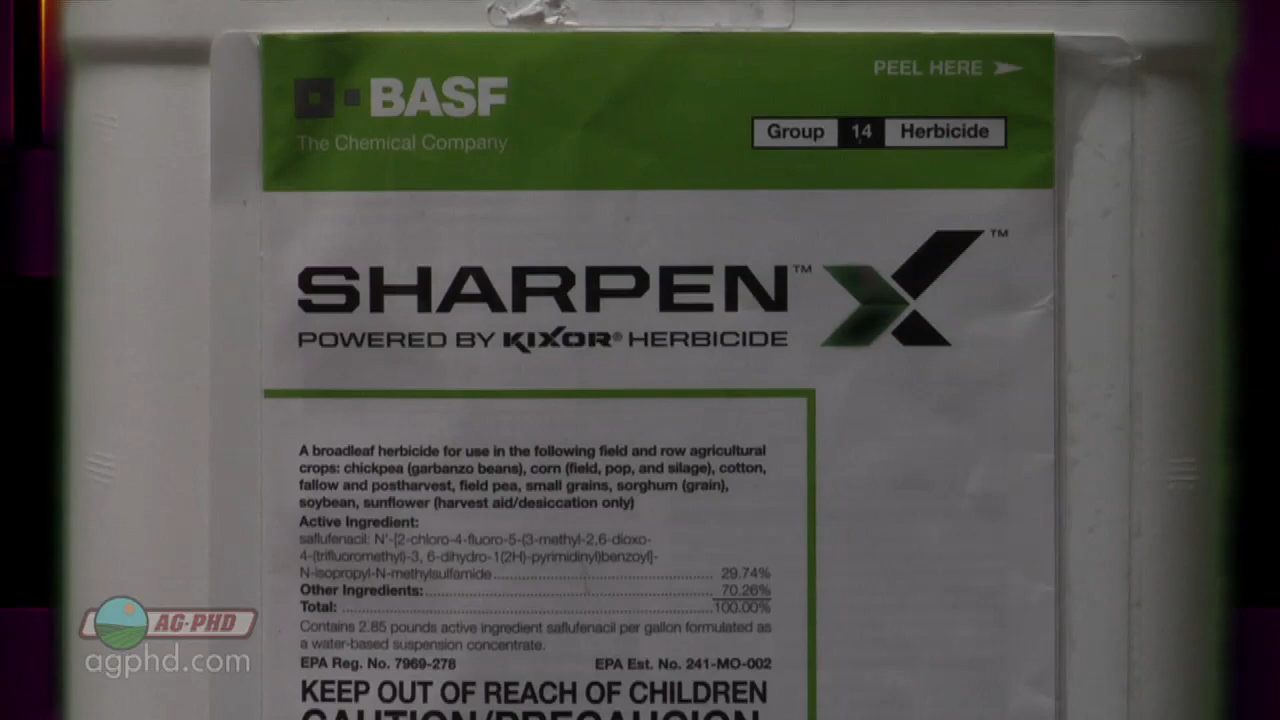 PEEL HERE
BASF
The Chemical Company
Group 14 Herbicide
SHARPEN™ X™
POWERED BY KIXOR® HERBICIDE
A broadleaf herbicide for use in the following field and row agricultural
crops: chickpea (garbanzo beans), corn (field, pop, and silage), cotton,
fallow and postharvest, field pea, small grains, sorghum (grain),
soybean, sunflower (harvest aid/desiccation only)
Active Ingredient:
saflufenacil: N'-[2-chloro-4-fluoro-5-(3-methyl-2,6-dioxo-
4-(trifluoromethyl)-3, 6-dihydro-1(2H)-pyrimidinyl)benzoyl]-
N-isopropyl-N-methylsulfamide 29.74%
Other Ingredients: 70.26%
Total: 100.00%
Contains 2.85 pounds active ingredient saflufenacil per gallon formulated as
a water-based suspension concentrate.
EPA Reg. No. 7969-278 EPA Est. No. 241-MO-002
KEEP OUT OF REACH OF CHILDREN
CAUTION/PRECAUCION
AG·PHD
agphd.com